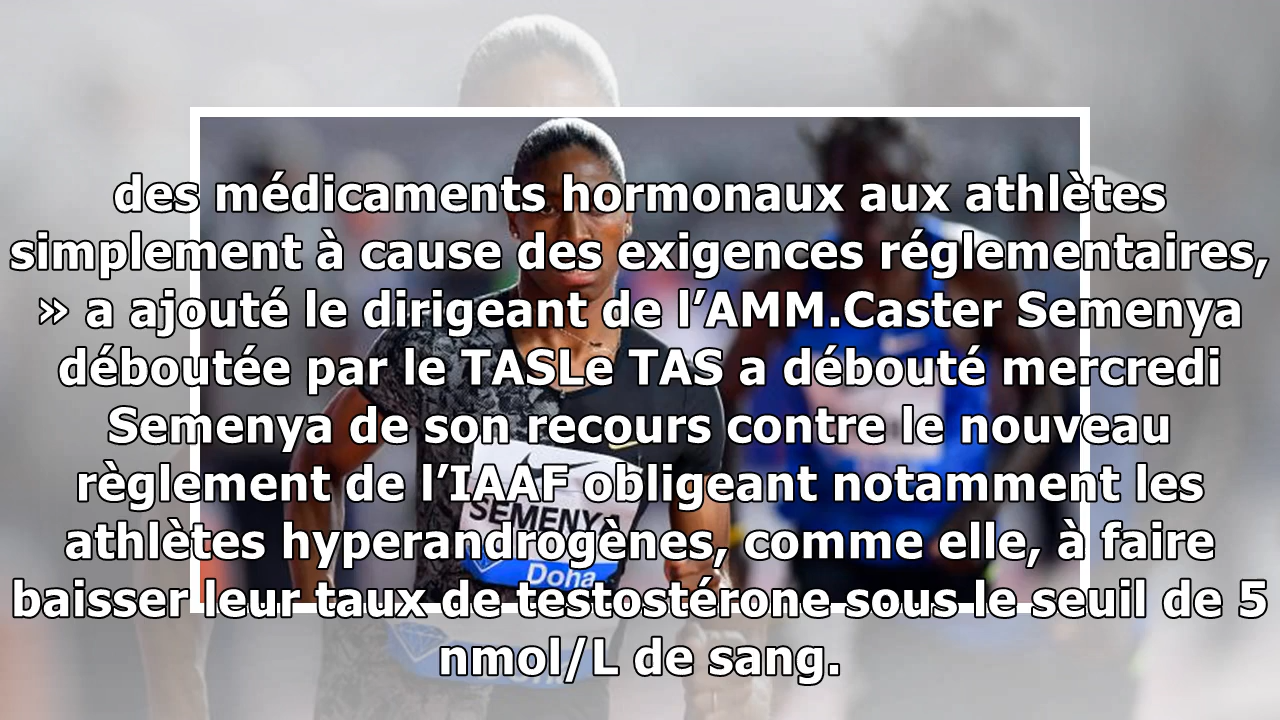 des médicaments hormonaux aux athlètes
simplement à cause des exigences réglementaires,
» a ajouté le dirigeant de l’AMM.Caster Semenya
déboutée par le TASLe TAS a débouté mercredi
Semenya de son recours contre le nouveau
règlement de l’IAAF obligeant notamment les
athlètes hyperandrogènes, comme elle, à faire
baisser leur taux de testostérone sous le seuil de 5
nmol/L de sang.
SEMENYA
Doha